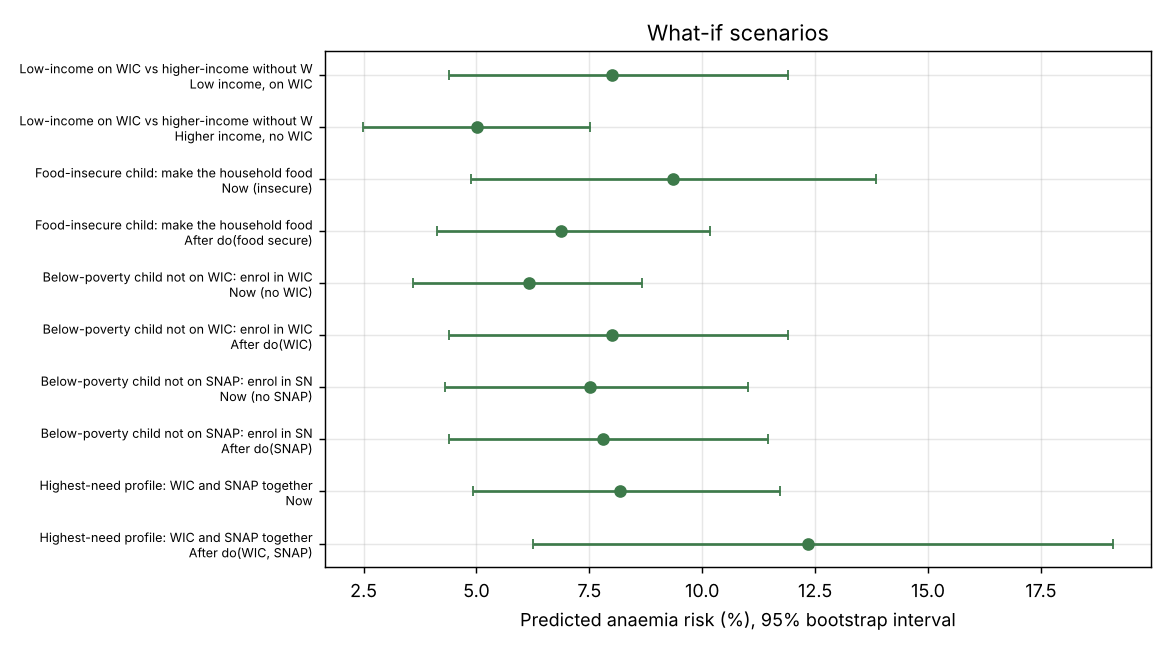 What-if scenarios
Low-income on WIC vs higher-income without W
Low income, on WIC
Low-income on WIC vs higher-income without W
Higher income, no WIC
Food-insecure child: make the household food
Now (insecure)
Food-insecure child: make the household food
After do(food secure)
Below-poverty child not on WIC: enrol in WIC
Now (no WIC)
Below-poverty child not on WIC: enrol in WIC
After do(WIC)
Below-poverty child not on SNAP: enrol in SN
Now (no SNAP)
Below-poverty child not on SNAP: enrol in SN
After do(SNAP)
Highest-need profile: WIC and SNAP together
Now
Highest-need profile: WIC and SNAP together
After do(WIC, SNAP)
2.5 5.0 7.5 10.0 12.5 15.0 17.5
Predicted anaemia risk (%), 95% bootstrap interval